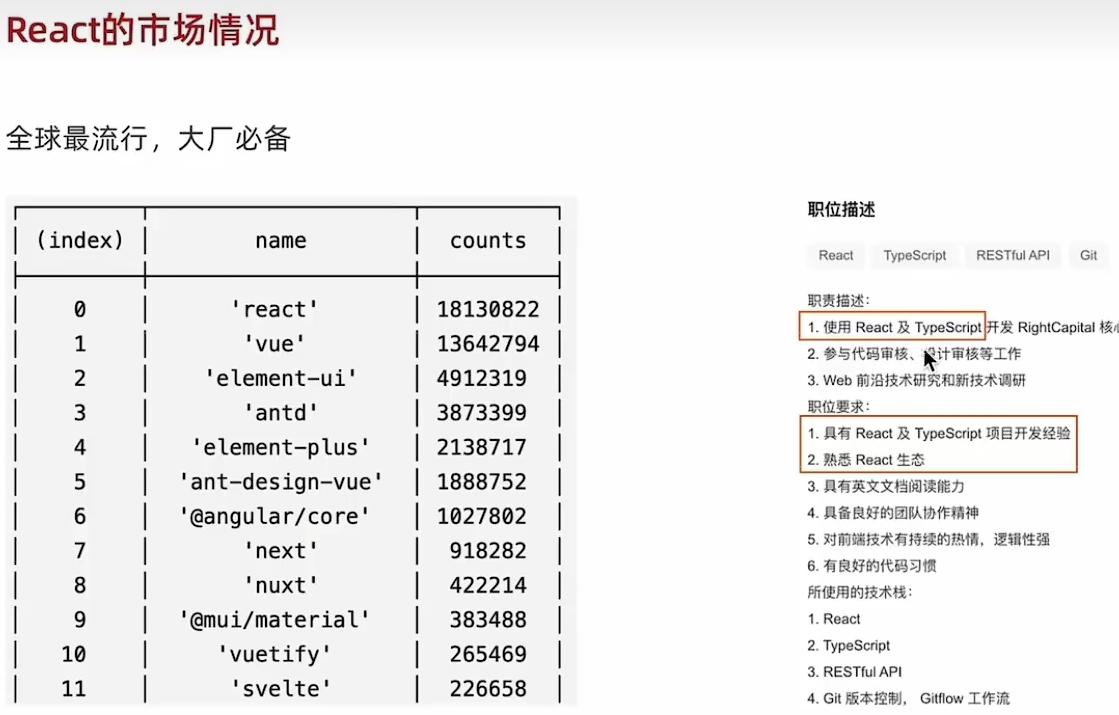 React的市场情况
全球最流行，大厂必备
(index) name counts
0 'react' 18130822
1 'vue' 13642794
2 'element-ui' 4912319
3 'antd' 3873399
4 'element-plus' 2138717
5 'ant-design-vue' 1888752
6 '@angular/core' 1027802
7 'next' 918282
8 'nuxt' 422214
9 '@mui/material' 383488
10 'vuetify' 265469
11 'svelte' 226658
职位描述
React TypeScript RESTful API Git
职责描述：
1. 使用 React 及 TypeScript 开发 RightCapital 核
2. 参与代码审核、设计审核等工作
3. Web 前沿技术研究和新技术调研
职位要求：
1. 具有 React 及 TypeScript 项目开发经验
2. 熟悉 React 生态
3. 具有英文文档阅读能力
4. 具备良好的团队协作精神
5. 对前端技术有持续的热情，逻辑性强
6. 有良好的代码习惯
所使用的技术栈：
1. React
2. TypeScript
3. RESTful API
4. Git 版本控制， Gitflow 工作流